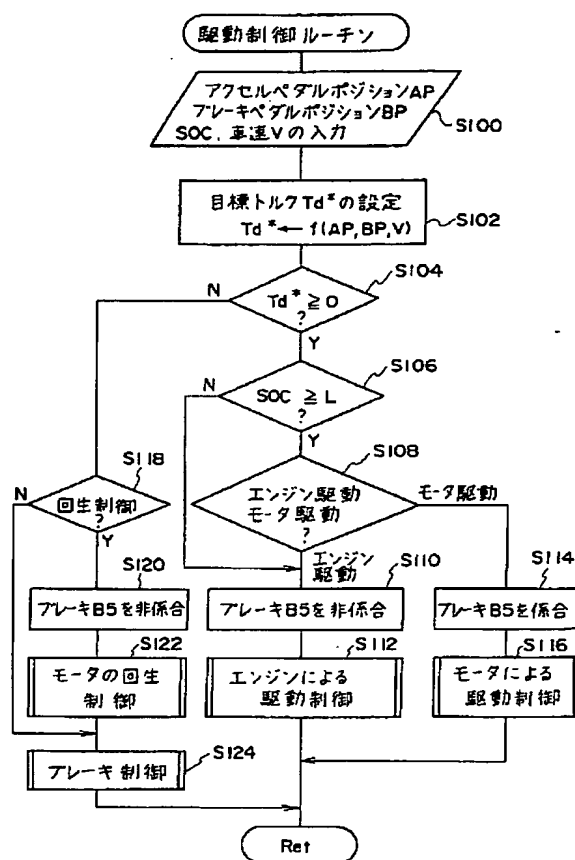 駆動制御ルーチン
アクセルペダルポジションAP
ブレーキペダルポジションBP
SOC、車速Vの入力
S100
目標トルクTd*の設定
Td* ← f(AP,BP,V)
S102
S104
N
Td* ≧ 0
?
Y
S106
N
SOC ≧ L
?
Y
S118
N
回生制御
?
Y
S108
エンジン駆動
モータ駆動
?
モータ駆動
エンジン
駆動
S120
ブレーキB5を非係合
S110
ブレーキB5を非係合
S114
ブレーキB5を係合
S122
モータの回生
制御
S112
エンジンによる
駆動制御
S116
モータによる
駆動制御
S124
ブレーキ制御
Ret